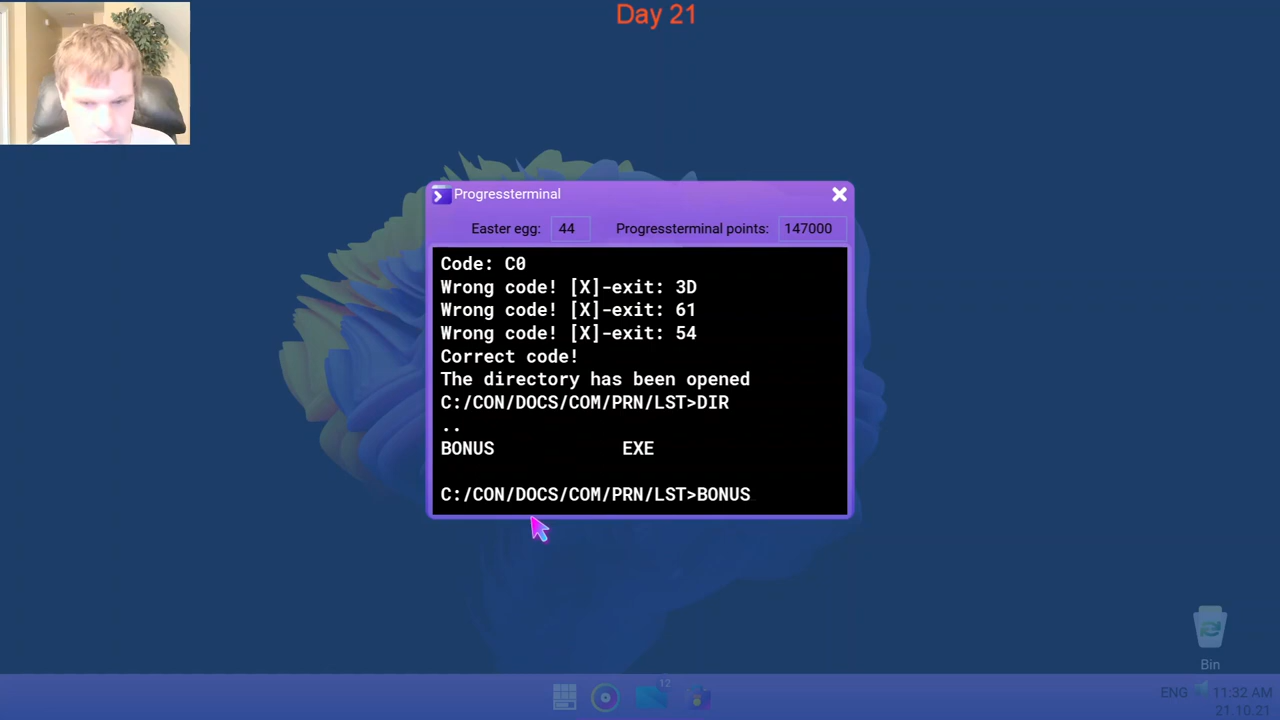 Day 21
Progressterminal
Easter egg: 44 Progressterminal points: 147000
Code: C0
Wrong code! [X]-exit: 3D
Wrong code! [X]-exit: 61
Wrong code! [X]-exit: 54
Correct code!
The directory has been opened
C:/CON/DOCS/COM/PRN/LST>DIR
..
BONUS EXE
C:/CON/DOCS/COM/PRN/LST>BONUS
Bin
12
ENG 11:32 AM
21.10.21